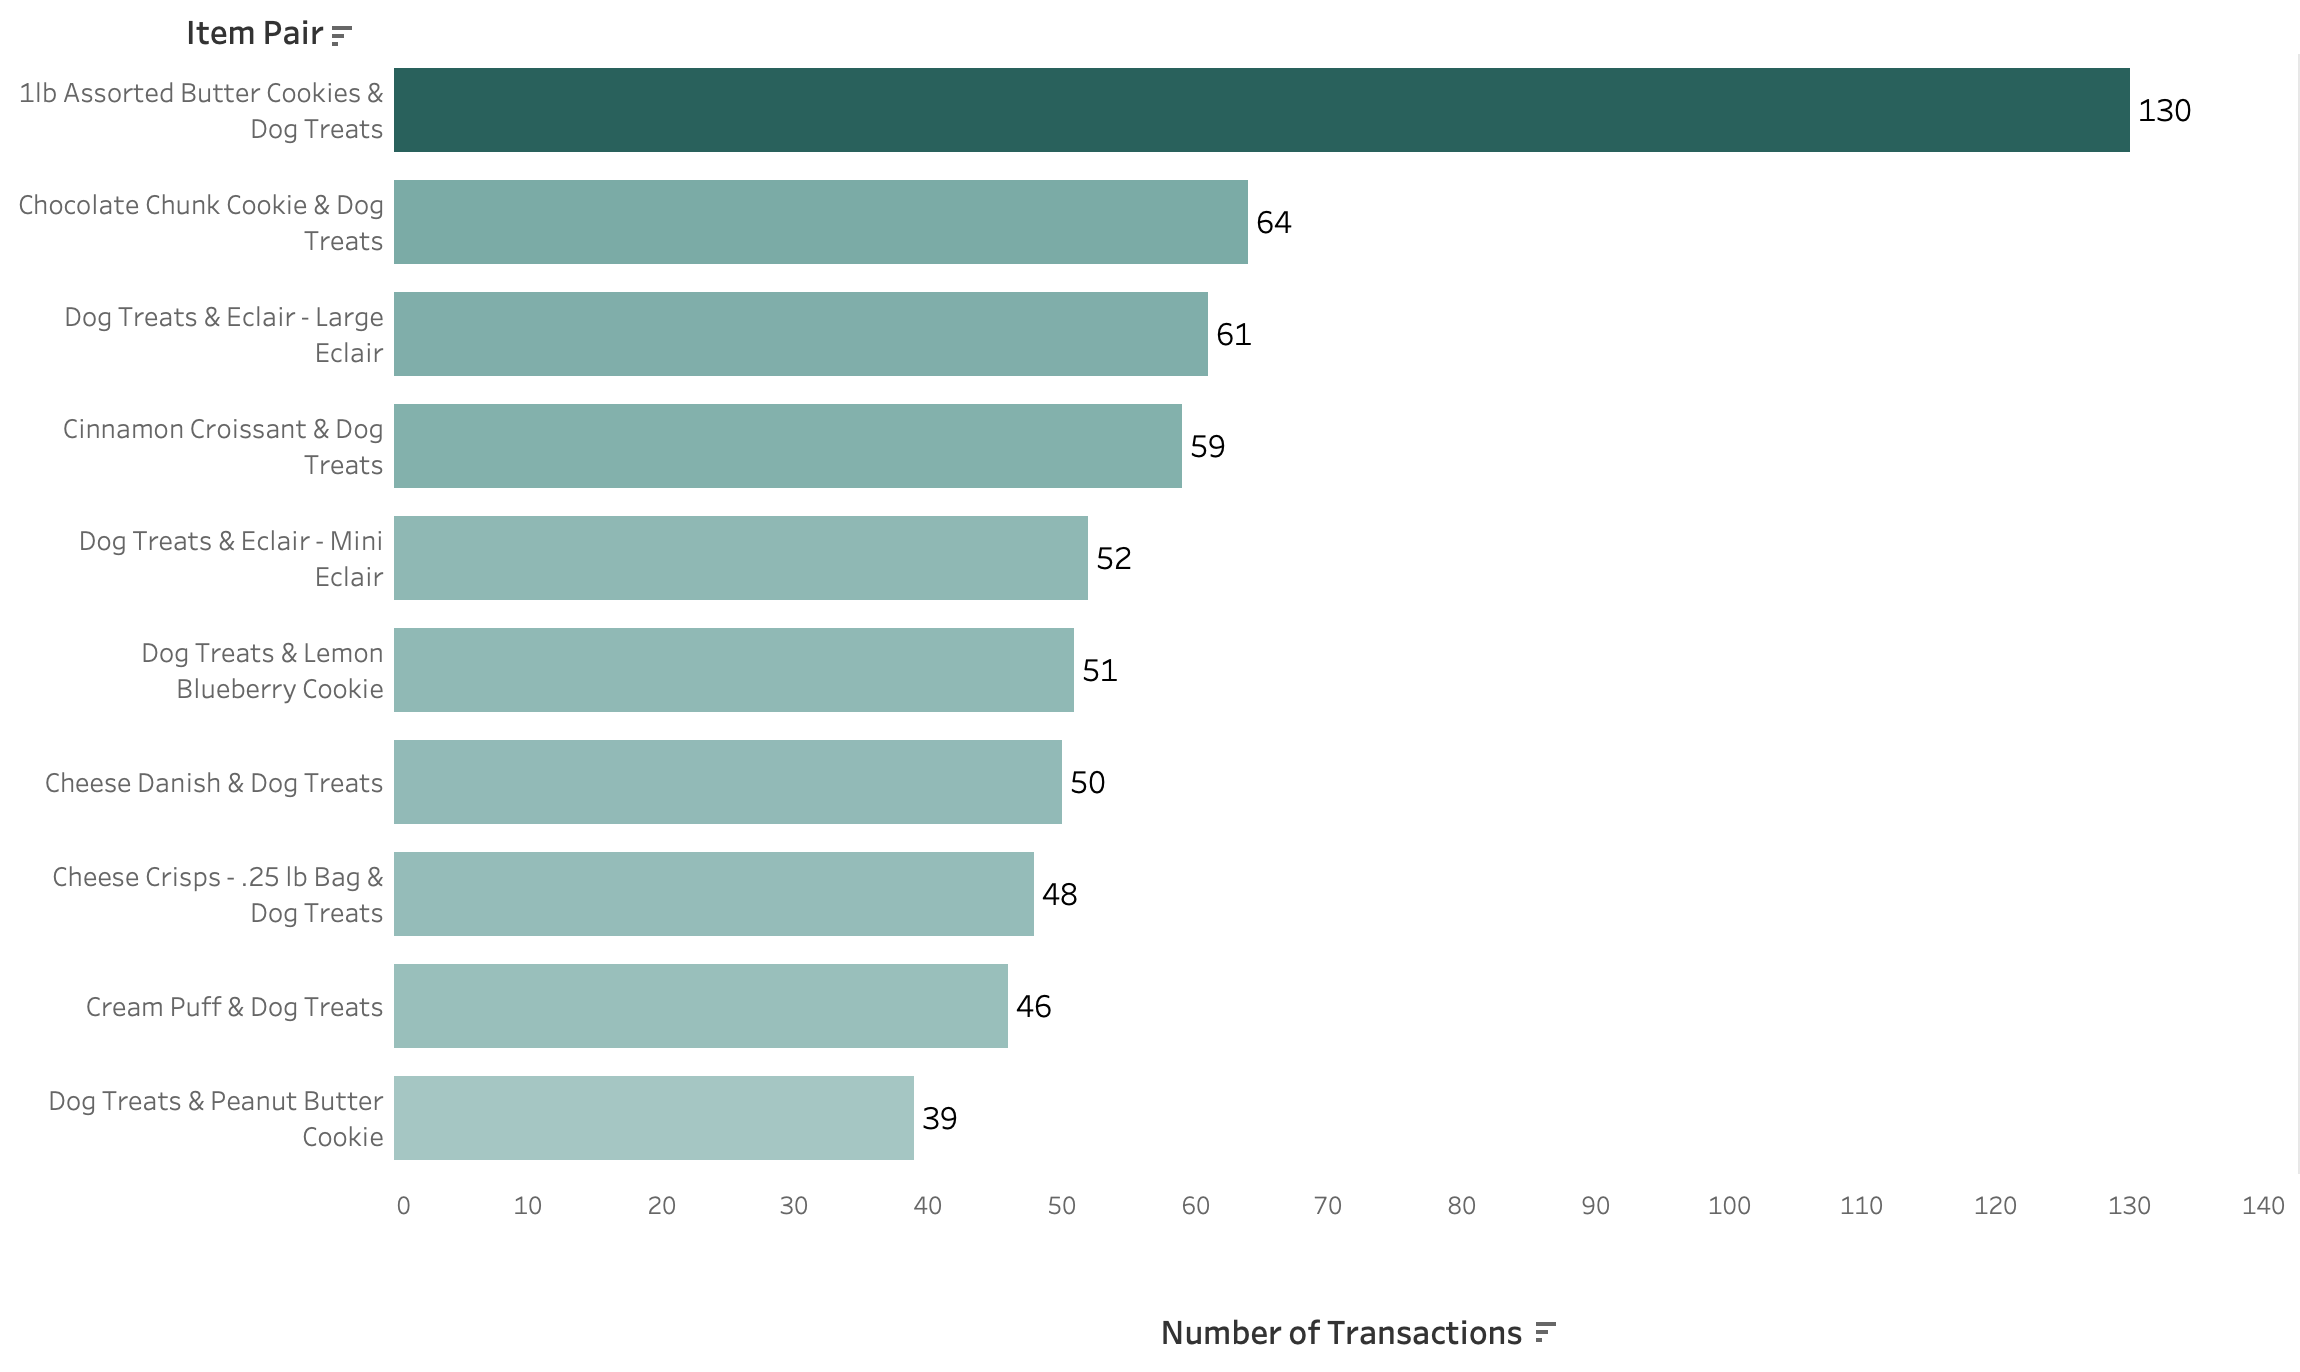 Item Pair
1lb Assorted Butter Cookies &
Dog Treats
130
Chocolate Chunk Cookie & Dog
Treats
64
Dog Treats & Eclair - Large
Eclair
61
Cinnamon Croissant & Dog
Treats
59
Dog Treats & Eclair - Mini
Eclair
52
Dog Treats & Lemon
Blueberry Cookie
51
Cheese Danish & Dog Treats
50
Cheese Crisps - .25 lb Bag &
Dog Treats
48
Cream Puff & Dog Treats
46
Dog Treats & Peanut Butter
Cookie
39
0 10 20 30 40 50 60 70 80 90 100 110 120 130 140
Number of Transactions